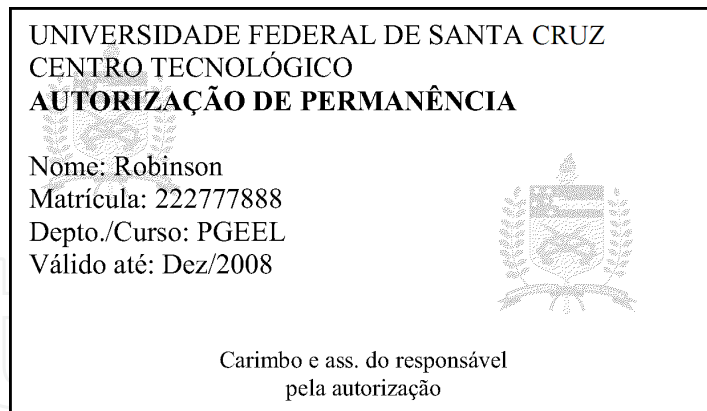 UNIVERSIDADE FEDERAL DE SANTA CRUZ
CENTRO TECNOLÓGICO
AUTORIZAÇÃO DE PERMANÊNCIA
Nome: Robinson
Matrícula: 222777888
Depto./Curso: PGEEL
Válido até: Dez/2008
Carimbo e ass. do responsável
pela autorização